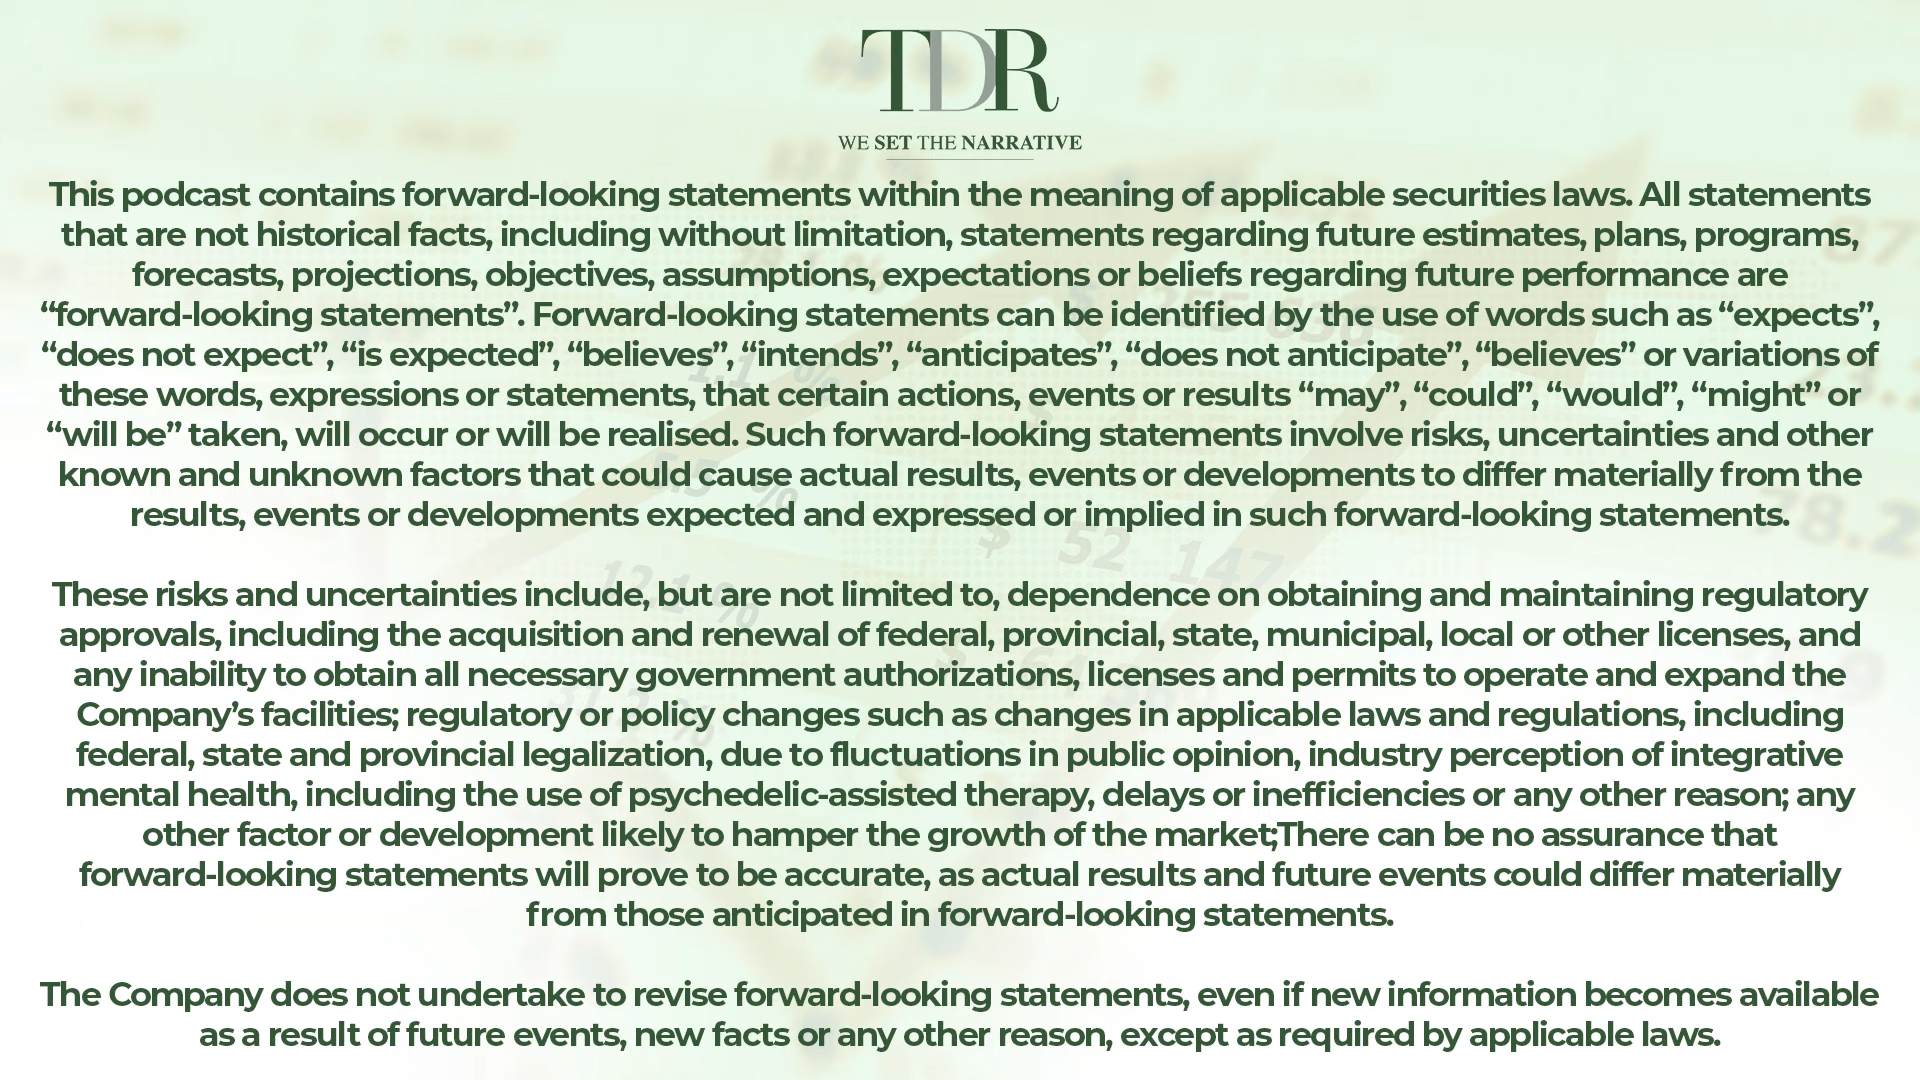 TDR
WE SET THE NARRATIVE
This podcast contains forward-looking statements within the meaning of applicable securities laws. All statements
that are not historical facts, including without limitation, statements regarding future estimates, plans, programs,
forecasts, projections, objectives, assumptions, expectations or beliefs regarding future performance are
“forward-looking statements”. Forward-looking statements can be identified by the use of words such as “expects”,
“does not expect”, “is expected”, “believes”, “intends”, “anticipates”, “does not anticipate”, “believes” or variations of
these words, expressions or statements, that certain actions, events or results “may”, “could”, “would”, “might” or
“will be” taken, will occur or will be realised. Such forward-looking statements involve risks, uncertainties and other
known and unknown factors that could cause actual results, events or developments to differ materially from the
results, events or developments expected and expressed or implied in such forward-looking statements.
These risks and uncertainties include, but are not limited to, dependence on obtaining and maintaining regulatory
approvals, including the acquisition and renewal of federal, provincial, state, municipal, local or other licenses, and
any inability to obtain all necessary government authorizations, licenses and permits to operate and expand the
Company’s facilities; regulatory or policy changes such as changes in applicable laws and regulations, including
federal, state and provincial legalization, due to fluctuations in public opinion, industry perception of integrative
mental health, including the use of psychedelic-assisted therapy, delays or inefficiencies or any other reason; any
other factor or development likely to hamper the growth of the market;There can be no assurance that
forward-looking statements will prove to be accurate, as actual results and future events could differ materially
from those anticipated in forward-looking statements.
The Company does not undertake to revise forward-looking statements, even if new information becomes available
as a result of future events, new facts or any other reason, except as required by applicable laws.
1.1 %
$ 52 147
12.1 %
78.2